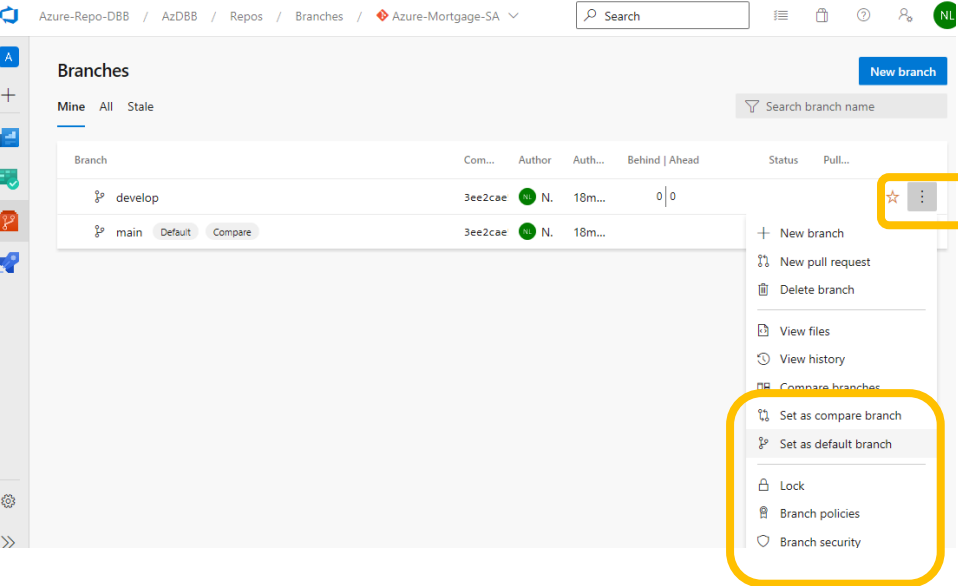 Azure-Repo-DBB / AzDBB / Repos / Branches / Azure-Mortgage-SA Search NL
A
Branches
New branch
Mine All Stale
Search branch name
Branch Com... Author Auth... Behind | Ahead Status Pull...
develop 3ee2cae NL N. 18m... 0 0
main Default Compare 3ee2cae NL N. 18m...
New branch
New pull request
Delete branch
View files
View history
Compare branches
Set as compare branch
Set as default branch
Lock
Branch policies
Branch security